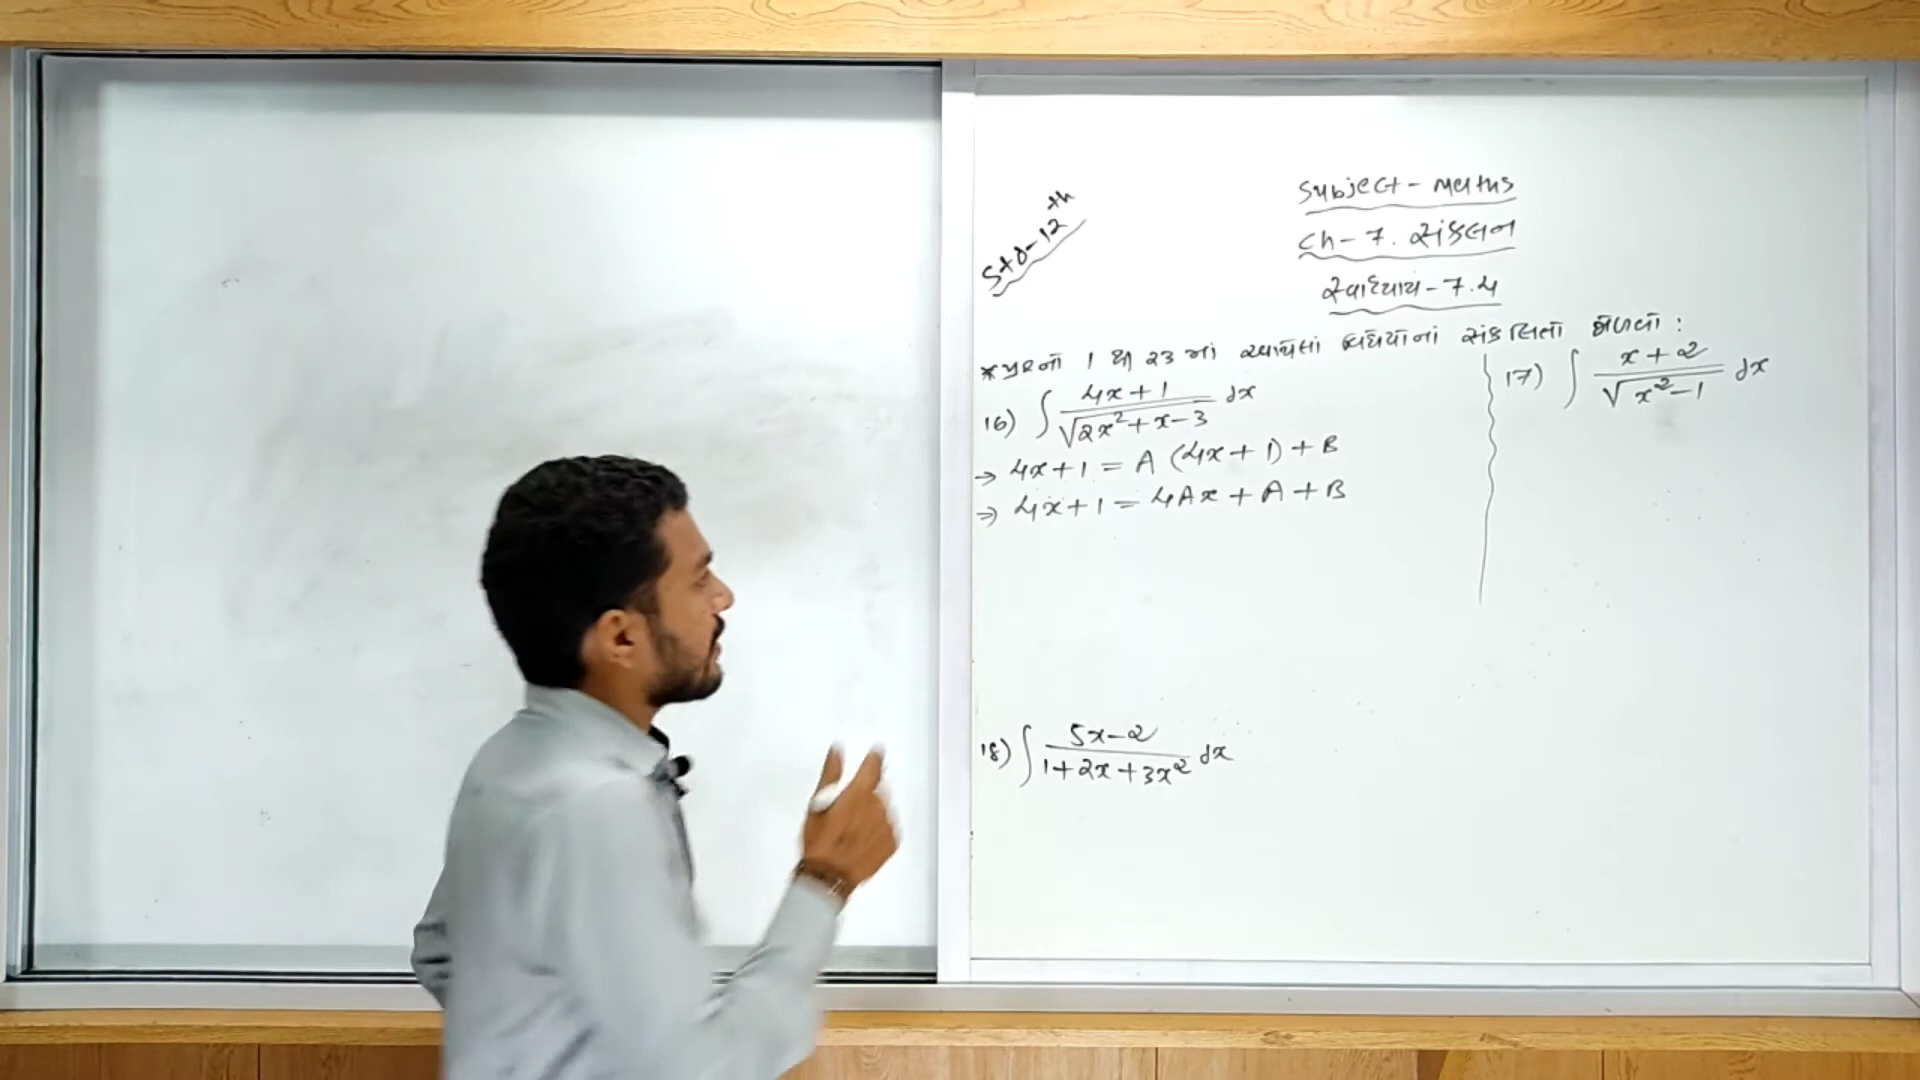 Std-12th
Subject - Maths
Ch-7. સંકલન
સ્વાધ્યાય - 7.4
* પ્રશ્નો 1 થી 23 માં આપેલાં વિધેયોનાં સંકલિતો મેળવો :
16) ∫ (4x+1)/√(2x²+x-3) dx
→ 4x+1 = A (4x+1) + B
⇒ 4x+1 = 4Ax + A + B
17) ∫ (x+2)/√(x²-1) dx
18) ∫ (5x-2)/(1+2x+3x²) dx